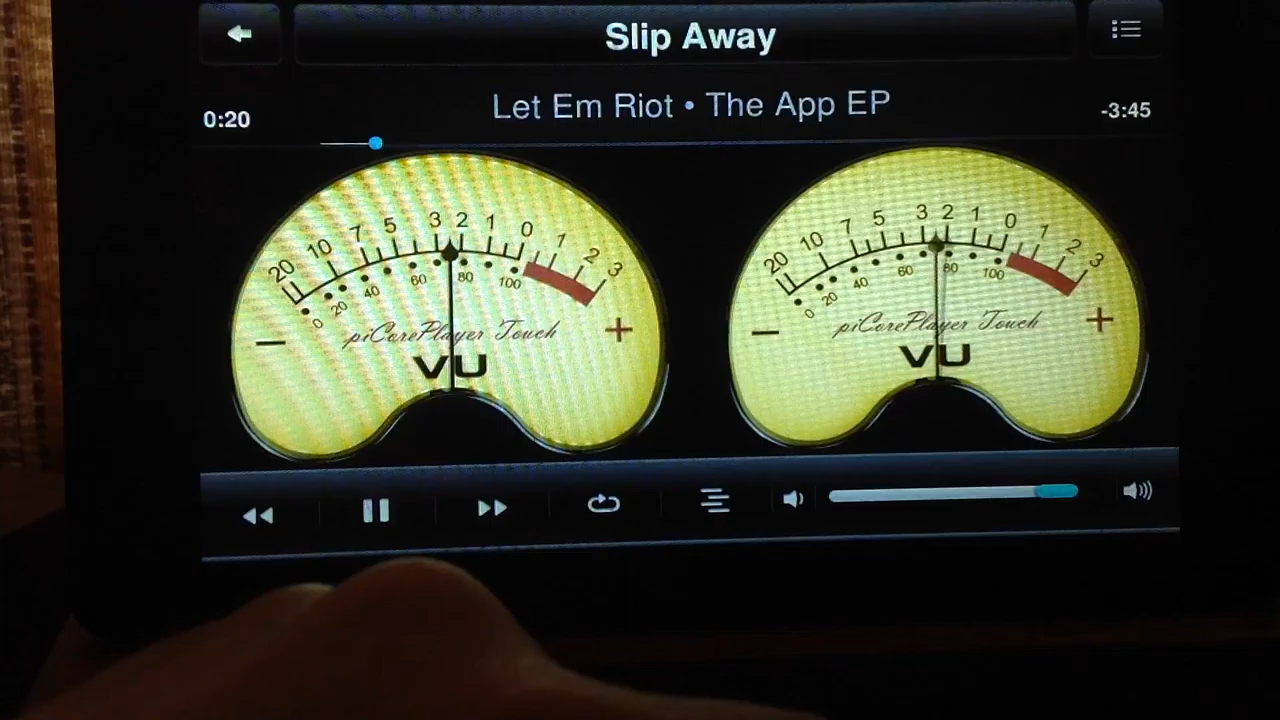 Slip Away
0:20
Let Em Riot • The App EP
-3:45
20 10 7 5 3 2 1 0 1 2 3
0 20 40 60 80 100
piCorePlayer Touch
− +
VU
20 10 7 5 3 2 1 0 1 2 3
0 20 40 60 80 100
piCorePlayer Touch
− +
VU